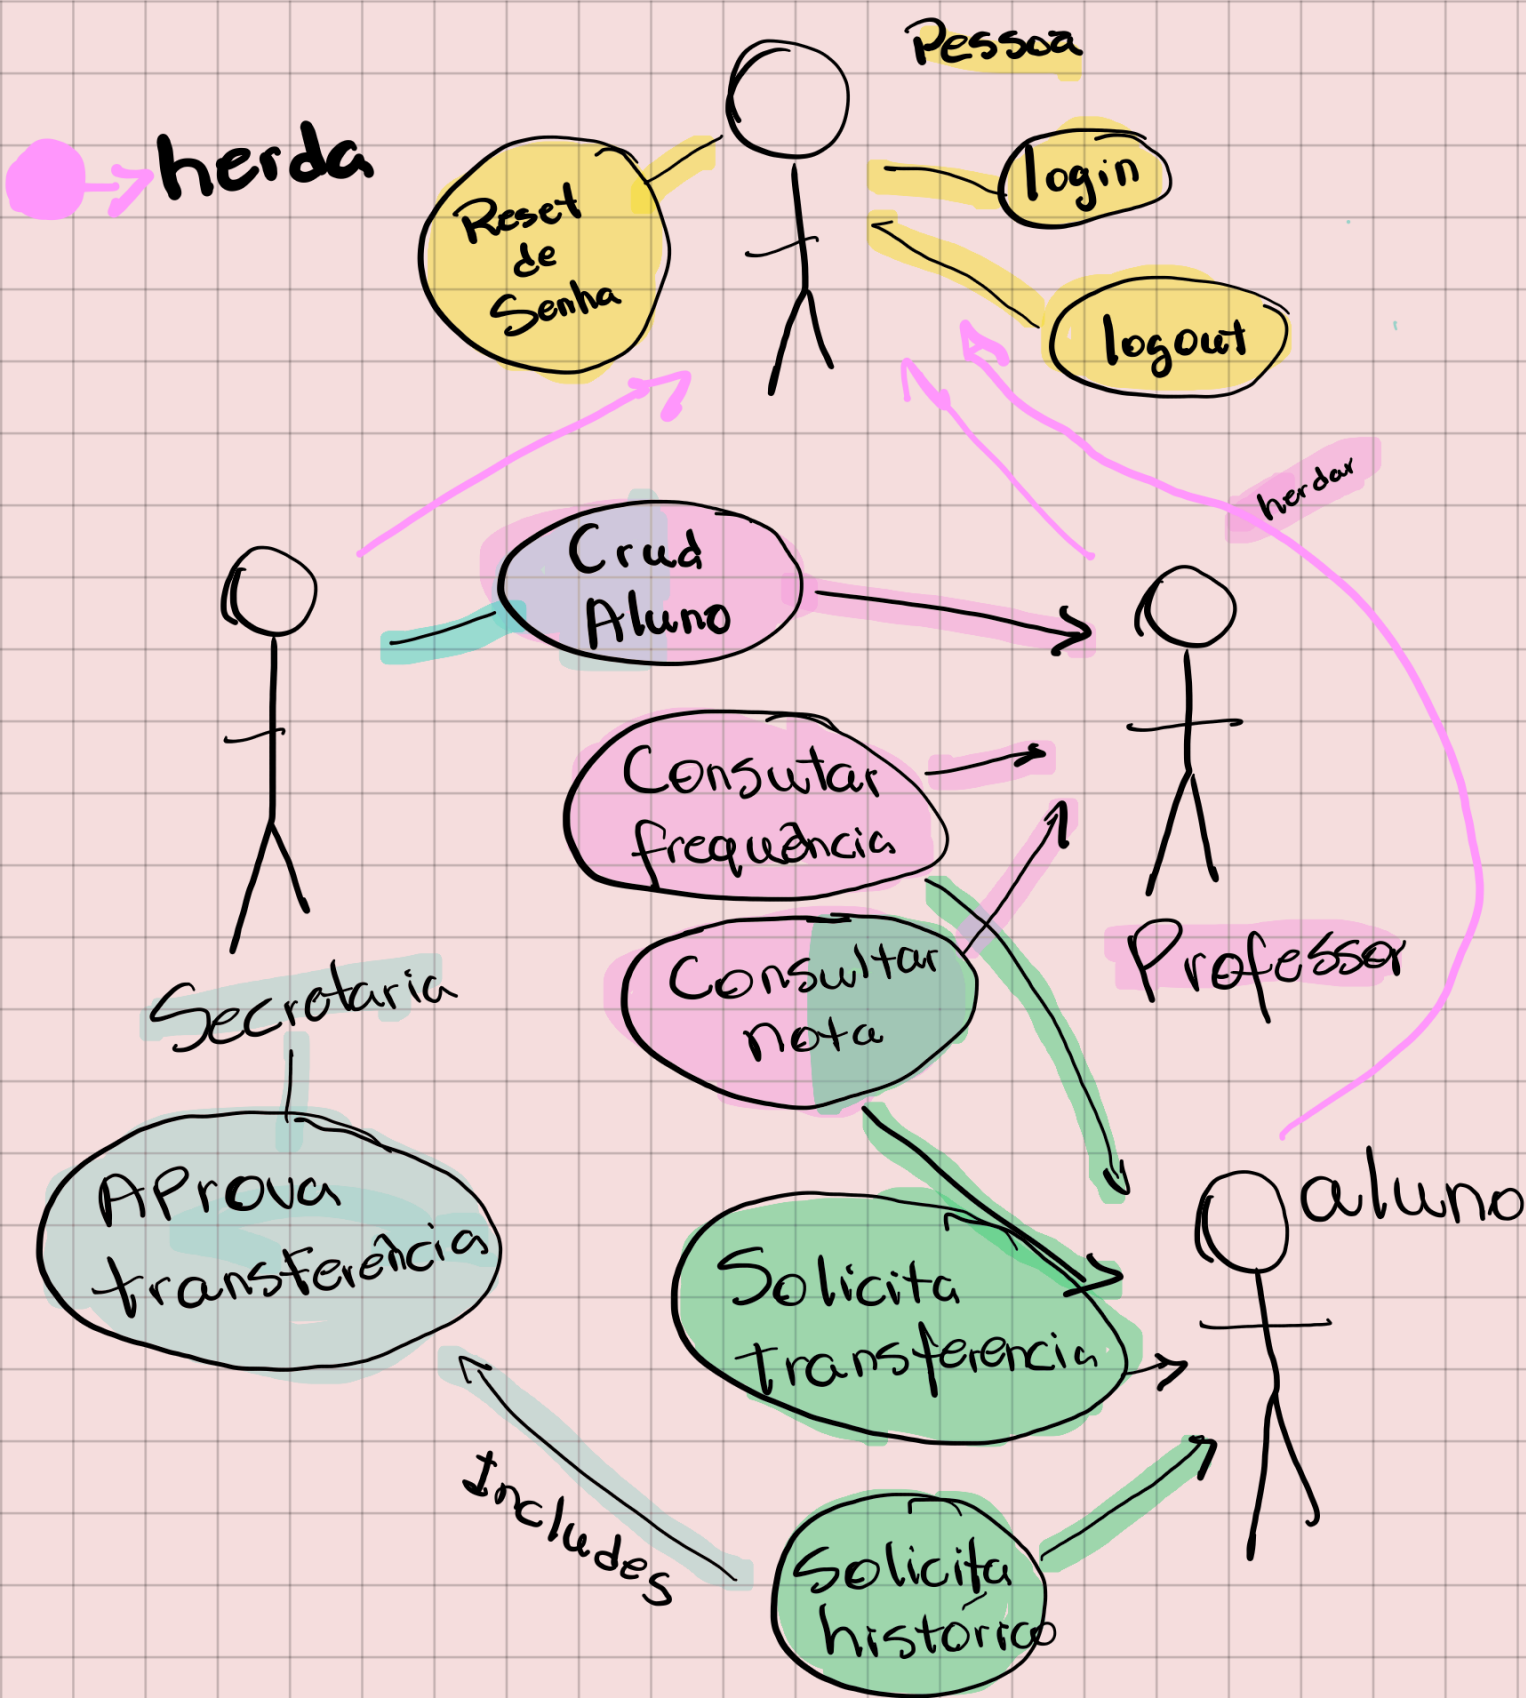 Pessoa
herda
Reset
de
Senha
login
logout
herdar
Crud
Aluno
Consutar
frequência
Consultar
nota
Professor
Secretaria
Aprova
transferência
aluno
Solicita
transferencia
Includes
Solicita
histórico